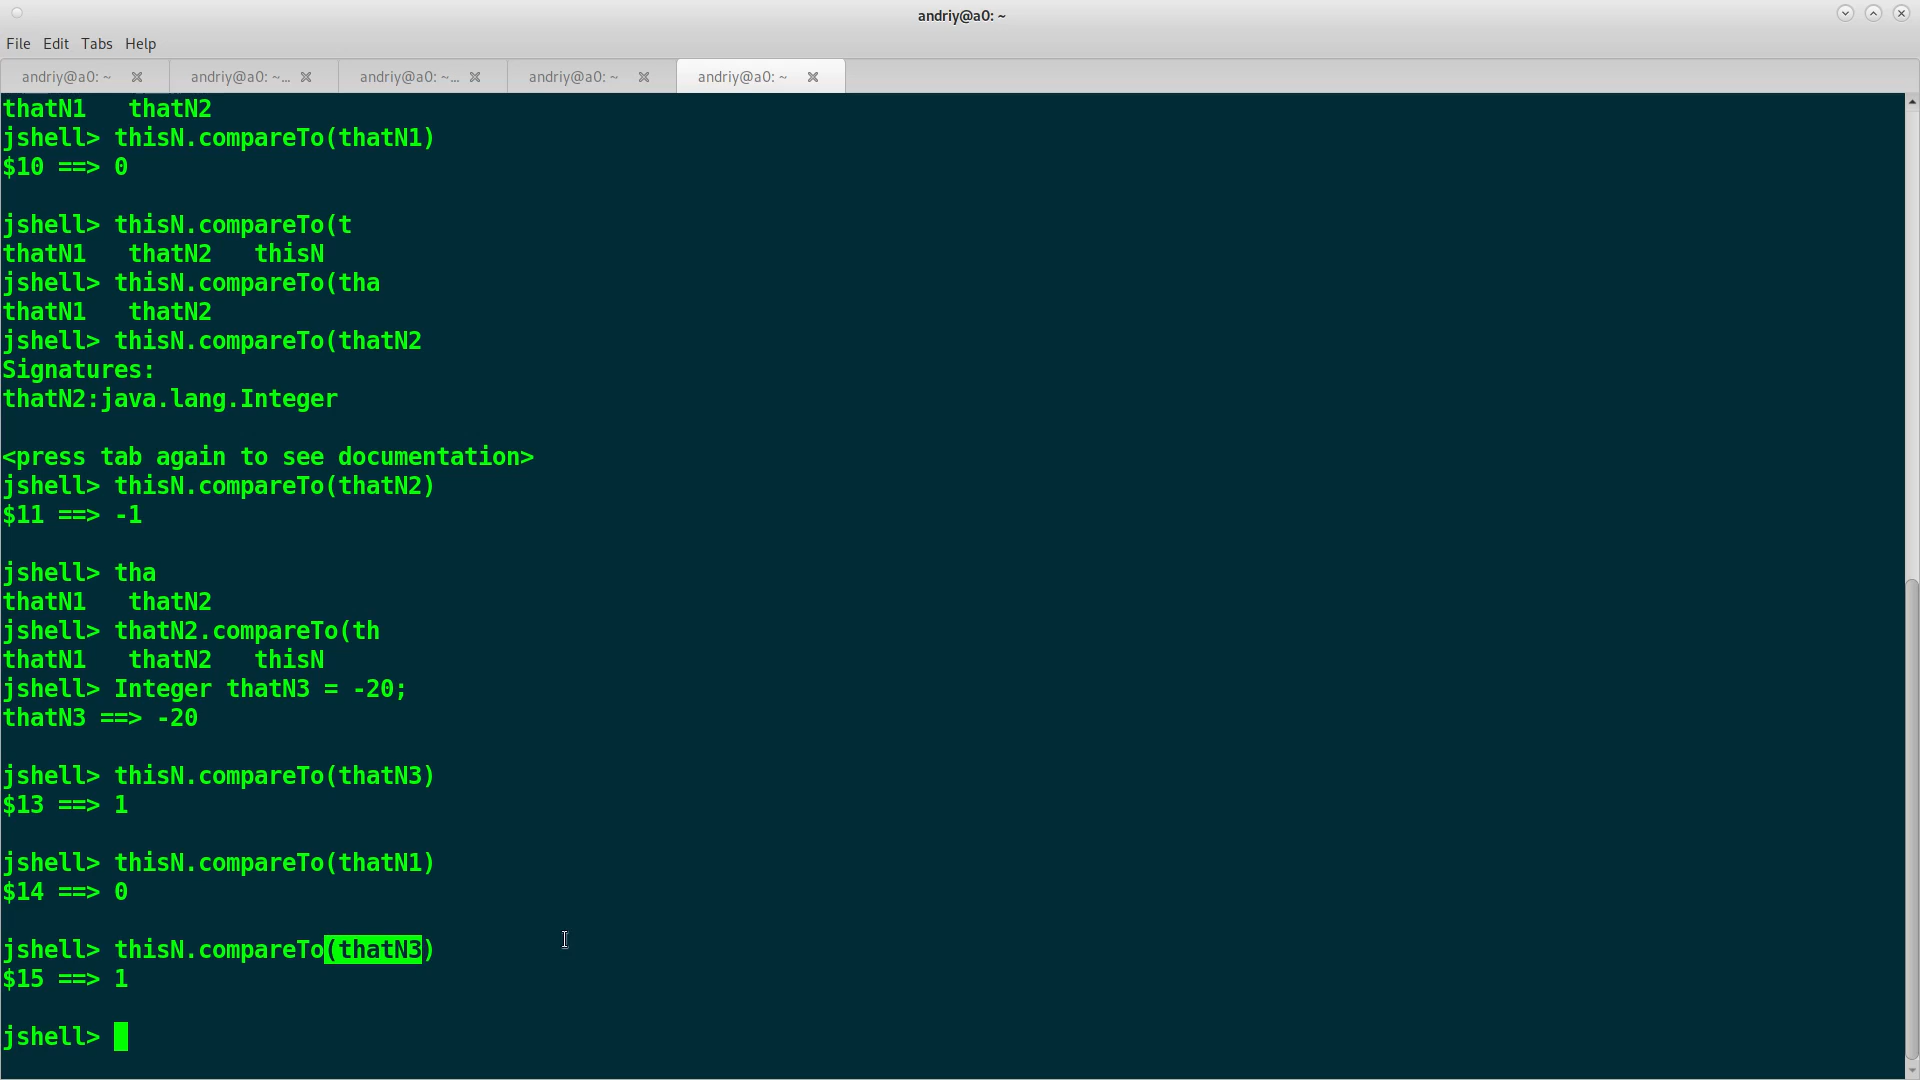 andriy@a0: ~
File Edit Tabs Help
andriy@a0: ~ andriy@a0: ~... andriy@a0: ~... andriy@a0: ~ andriy@a0: ~
thatN1 thatN2
jshell> thisN.compareTo(thatN1)
$10 ==> 0
jshell> thisN.compareTo(t
thatN1 thatN2 thisN
jshell> thisN.compareTo(tha
thatN1 thatN2
jshell> thisN.compareTo(thatN2
Signatures:
thatN2:java.lang.Integer
<press tab again to see documentation>
jshell> thisN.compareTo(thatN2)
$11 ==> -1
jshell> tha
thatN1 thatN2
jshell> thatN2.compareTo(th
thatN1 thatN2 thisN
jshell> Integer thatN3 = -20;
thatN3 ==> -20
jshell> thisN.compareTo(thatN3)
$13 ==> 1
jshell> thisN.compareTo(thatN1)
$14 ==> 0
jshell> thisN.compareTo(thatN3)
$15 ==> 1
jshell>